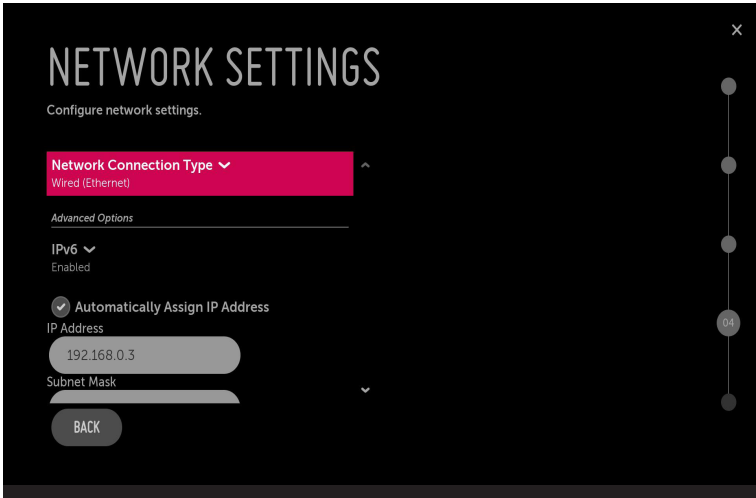 NETWORK SETTINGS
Configure network settings.
Network Connection Type
Wired (Ethernet)
Advanced Options
IPv6
Enabled
Automatically Assign IP Address
IP Address
192.168.0.3
04
Subnet Mask
BACK